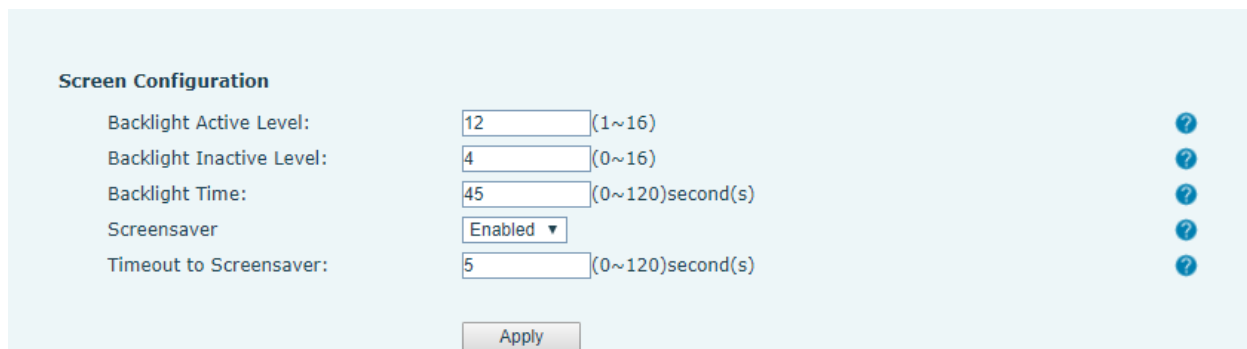 Screen Configuration
Backlight Active Level: 12 (1~16) ?
Backlight Inactive Level: 4 (0~16) ?
Backlight Time: 45 (0~120)second(s) ?
Screensaver Enabled ▼ ?
Timeout to Screensaver: 5 (0~120)second(s) ?
Apply